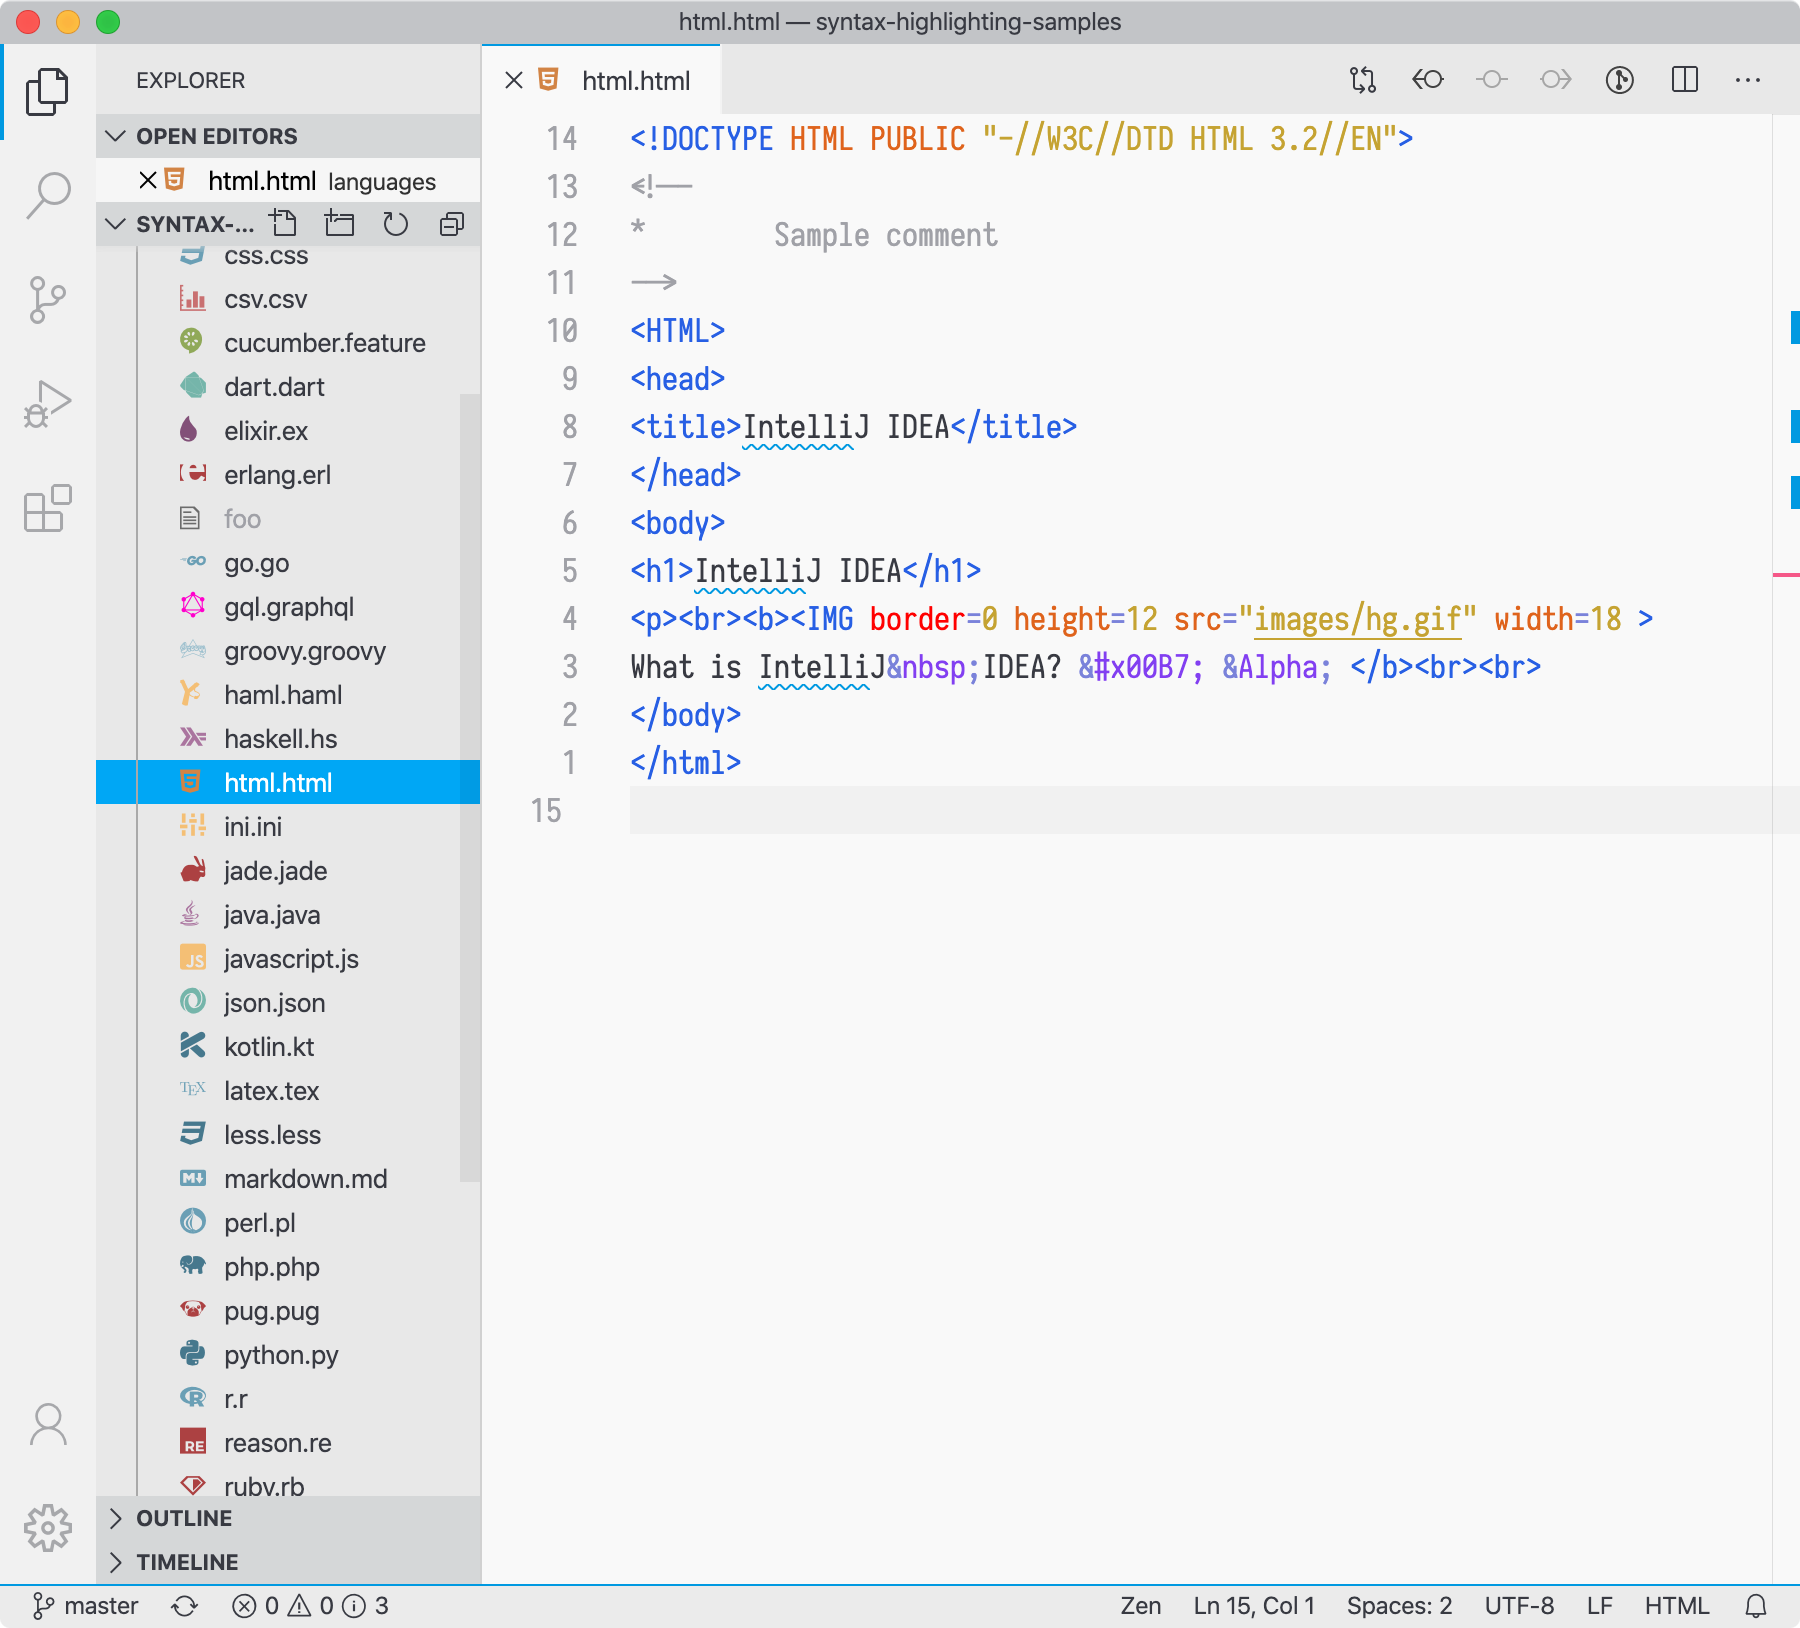 html.html — syntax-highlighting-samples
EXPLORER
OPEN EDITORS
html.html languages
SYNTAX-...
css.css
csv.csv
cucumber.feature
dart.dart
elixir.ex
erlang.erl
foo
go.go
gql.graphql
groovy.groovy
haml.haml
haskell.hs
html.html
ini.ini
jade.jade
java.java
javascript.js
json.json
kotlin.kt
latex.tex
less.less
markdown.md
perl.pl
php.php
pug.pug
python.py
r.r
reason.re
ruby.rb
OUTLINE
TIMELINE
html.html
14 <!DOCTYPE HTML PUBLIC "-//W3C//DTD HTML 3.2//EN">
13 <!--
12 *        Sample comment
11 -->
10 <HTML>
9 <head>
8 <title>IntelliJ IDEA</title>
7 </head>
6 <body>
5 <h1>IntelliJ IDEA</h1>
4 <p><br><b><IMG border=0 height=12 src="images/hg.gif" width=18 >
3 What is IntelliJ&nbsp;IDEA? &#x00B7; &Alpha; </b><br><br>
2 </body>
1 </html>
15
master 0 0 3 Zen Ln 15, Col 1 Spaces: 2 UTF-8 LF HTML